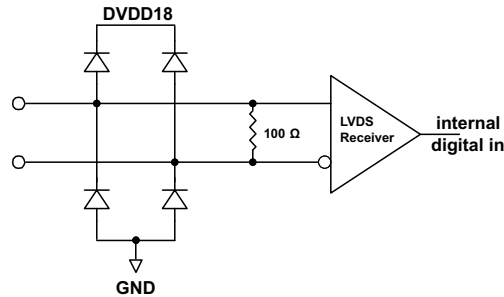 DVDD18
100 Ω
LVDS
Receiver
internal
digital in
GND